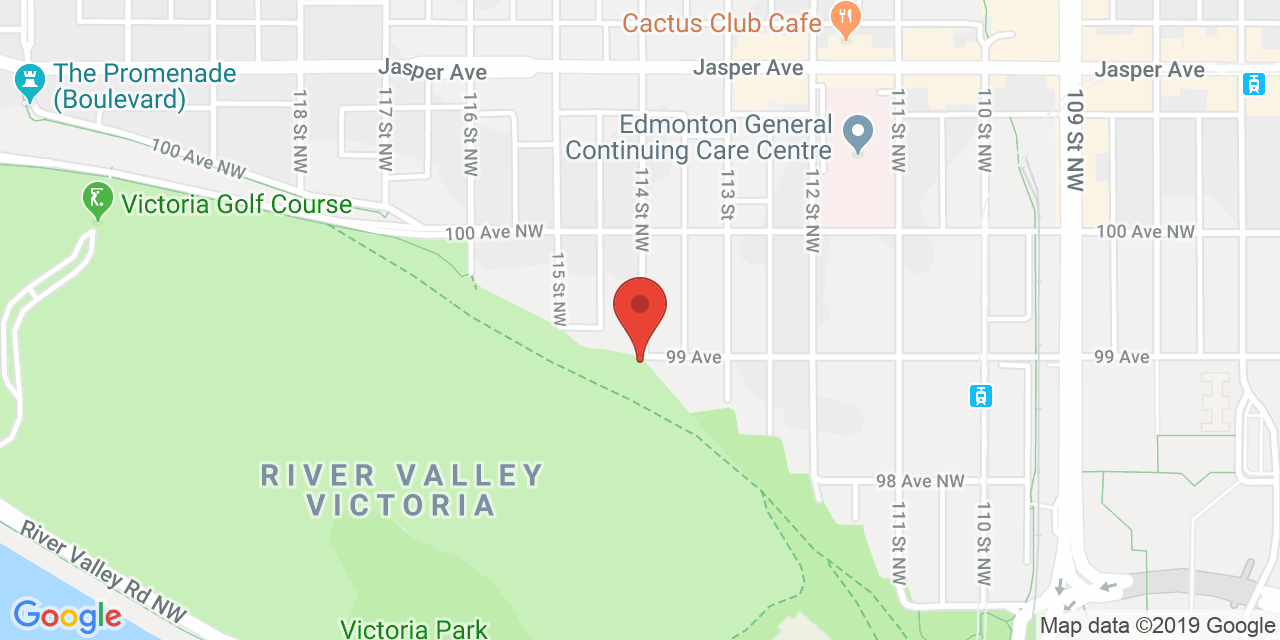 Cactus Club Cafe
Jasper Ave
Jasper Ave
Jasper Ave
The Promenade
(Boulevard)
118 St NW
117 St NW
116 St NW
111 St NW
110 St NW
109 St NW
Edmonton General
Continuing Care Centre
100 Ave NW
114 St NW
113 St
112 St NW
Victoria Golf Course
100 Ave NW
100 Ave NW
115 St NW
99 Ave
99 Ave
RIVER VALLEY
VICTORIA
98 Ave NW
111 St NW
110 St NW
River Valley Rd NW
Google
Victoria Park
Map data ©2019 Google